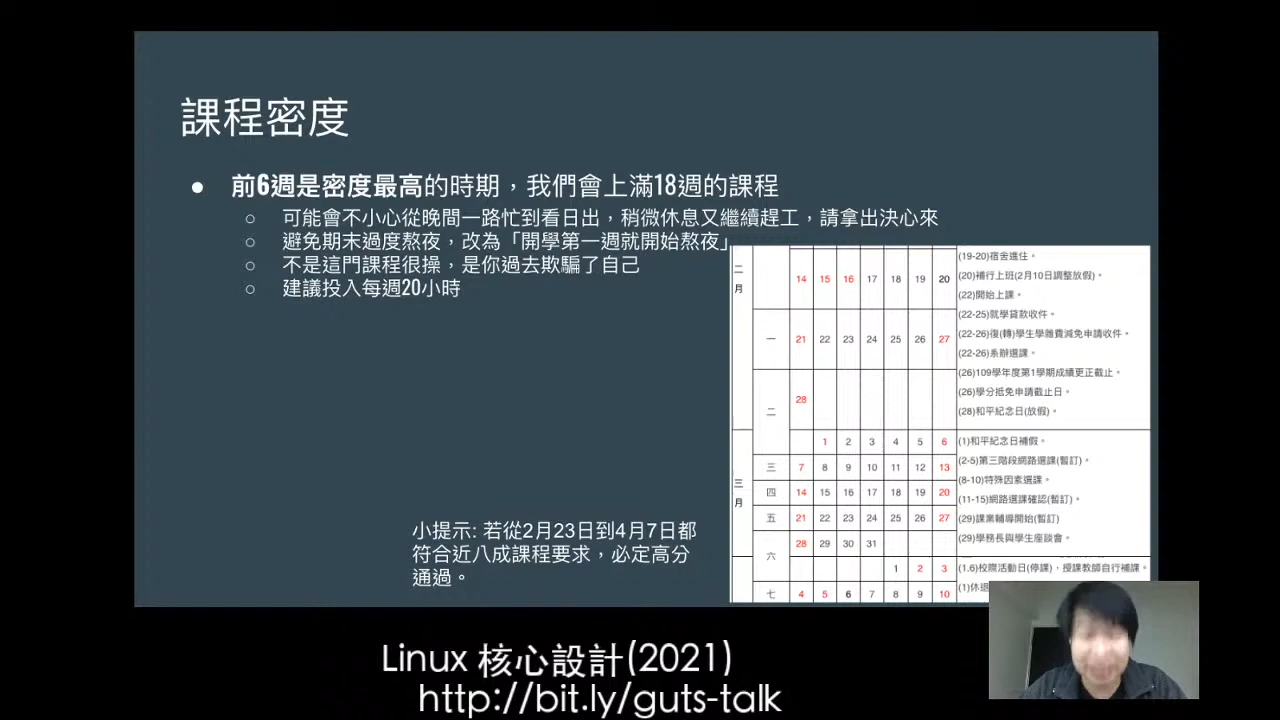 課程密度
● 前6週是密度最高的時期，我們會上滿18週的課程
○ 可能會不小心從晚間一路忙到看日出，稍微休息又繼續趕工，請拿出決心來
○ 避免期末過度熬夜，改為「開學第一週就開始熬夜」
○ 不是這門課程很操，是你過去欺騙了自己
○ 建議投入每週20小時
二月
14 15 16 17 18 19 20
(19-20)宿舍進住。
(20)補行上班(2月10日調整放假)。
(22)開始上課。
一 21 22 23 24 25 26 27
(22-25)就學貸款收件。
(22-26)復(轉)學生學雜費減免申請收件。
(22-26)系辦選課。
(26)109學年度第1學期成績更正截止。
二 28
(26)學分抵免申請截止日。
(28)和平紀念日(放假)。
三月
1 2 3 4 5 6
(1)和平紀念日補假。
三 7 8 9 10 11 12 13
(2-5)第三階段網路選課(暫訂)。
(8-10)特殊因素選課。
四 14 15 16 17 18 19 20
(11-15)網路選課確認(暫訂)。
五 21 22 23 24 25 26 27
(29)課業輔導開始(暫訂)
六 28 29 30 31
(29)學務長與學生座談會。
1 2 3
(1.6)校際活動日(停課)，授課教師自行補課。
七 4 5 6 7 8 9 10
(1)休退
小提示: 若從2月23日到4月7日都
符合近八成課程要求，必定高分
通過。
Linux 核心設計(2021)
http://bit.ly/guts-talk